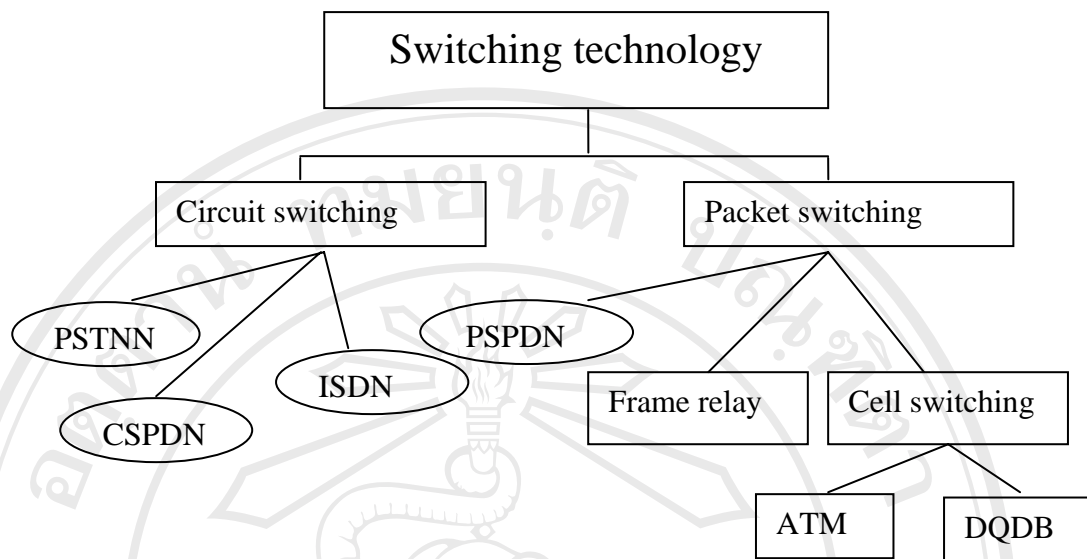 Switching technology
Circuit switching
Packet switching
PSTNN
CSPDN
ISDN
PSPDN
Frame relay
Cell switching
ATM
DQDB